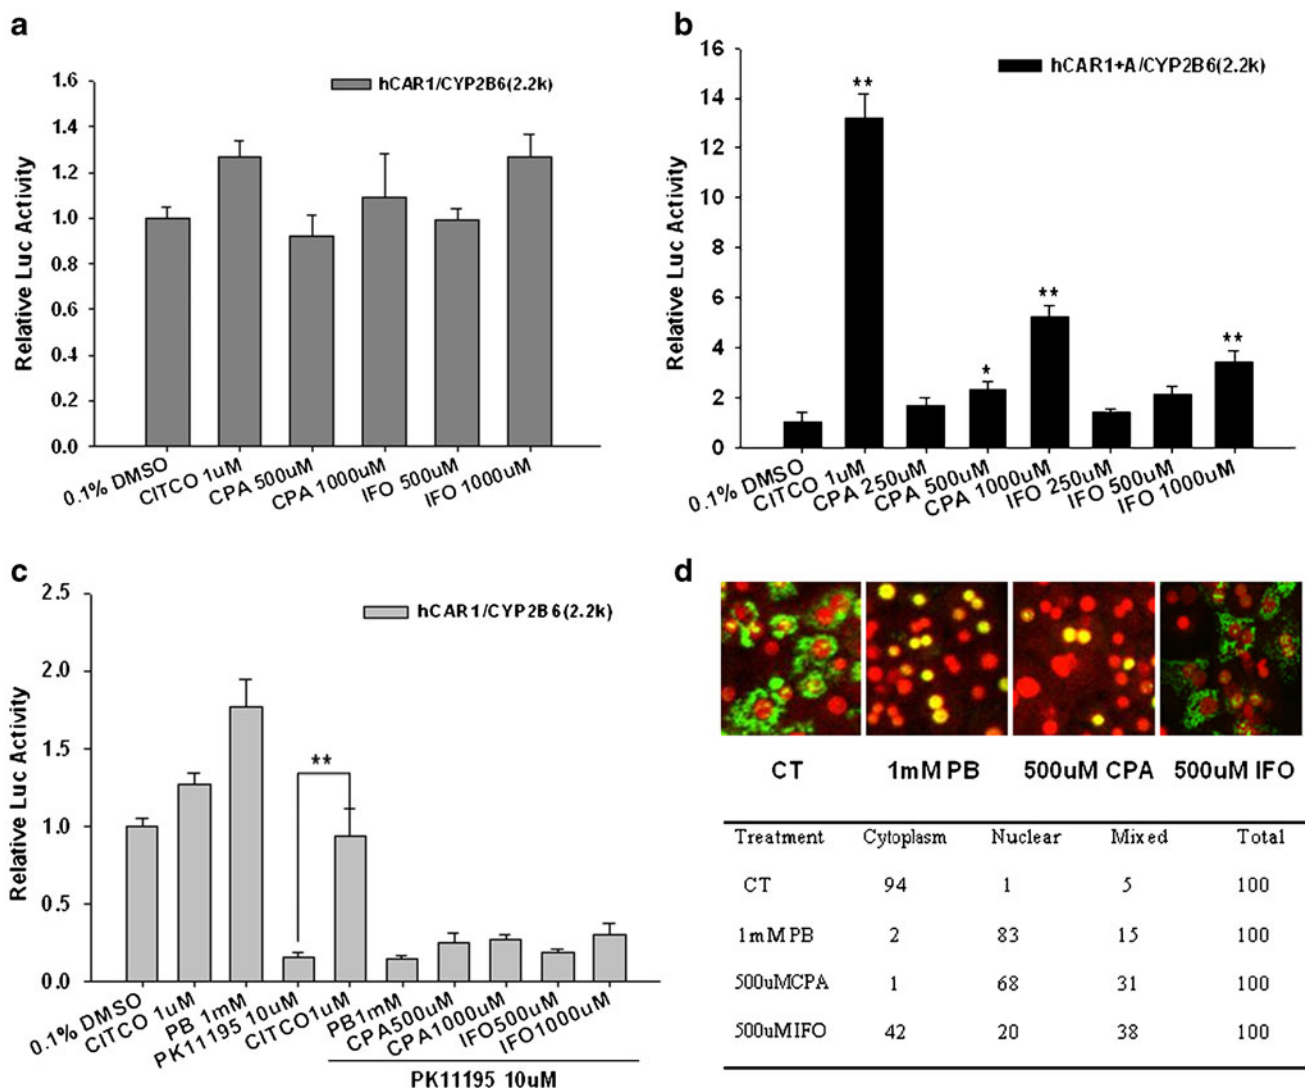 a
hCAR1/CYP2B6(2.2k)
Relative Luc Activity
1.6
1.4
1.2
1.0
0.8
0.6
0.4
0.2
0.0
0.1% DMSO
CITCO 1uM
CPA 500uM
CPA 1000uM
IFO 500uM
IFO 1000uM
b
hCAR1+A/CYP2B6(2.2k)
Relative Luc Activity
16
14
12
10
8
6
4
2
0
**
*
**
**
0.1% DMSO
CITCO 1uM
CPA 250uM
CPA 500uM
CPA 1000uM
IFO 250uM
IFO 500uM
IFO 1000uM
c
hCAR1/CYP2B6(2.2k)
Relative Luc Activity
2.5
2.0
1.5
1.0
0.5
0.0
**
0.1% DMSO
CITCO 1uM
PB 1mM
PK11195 10uM
CITCO1uM
PB1mM
CPA500uM
CPA1000uM
IFO500uM
IFO1000uM
PK11195 10uM
d
CT 1mM PB 500uM CPA 500uM IFO
Treatment Cytoplasm Nuclear Mixed Total
CT 94 1 5 100
1mM PB 2 83 15 100
500uMCPA 1 68 31 100
500uMIFO 42 20 38 100